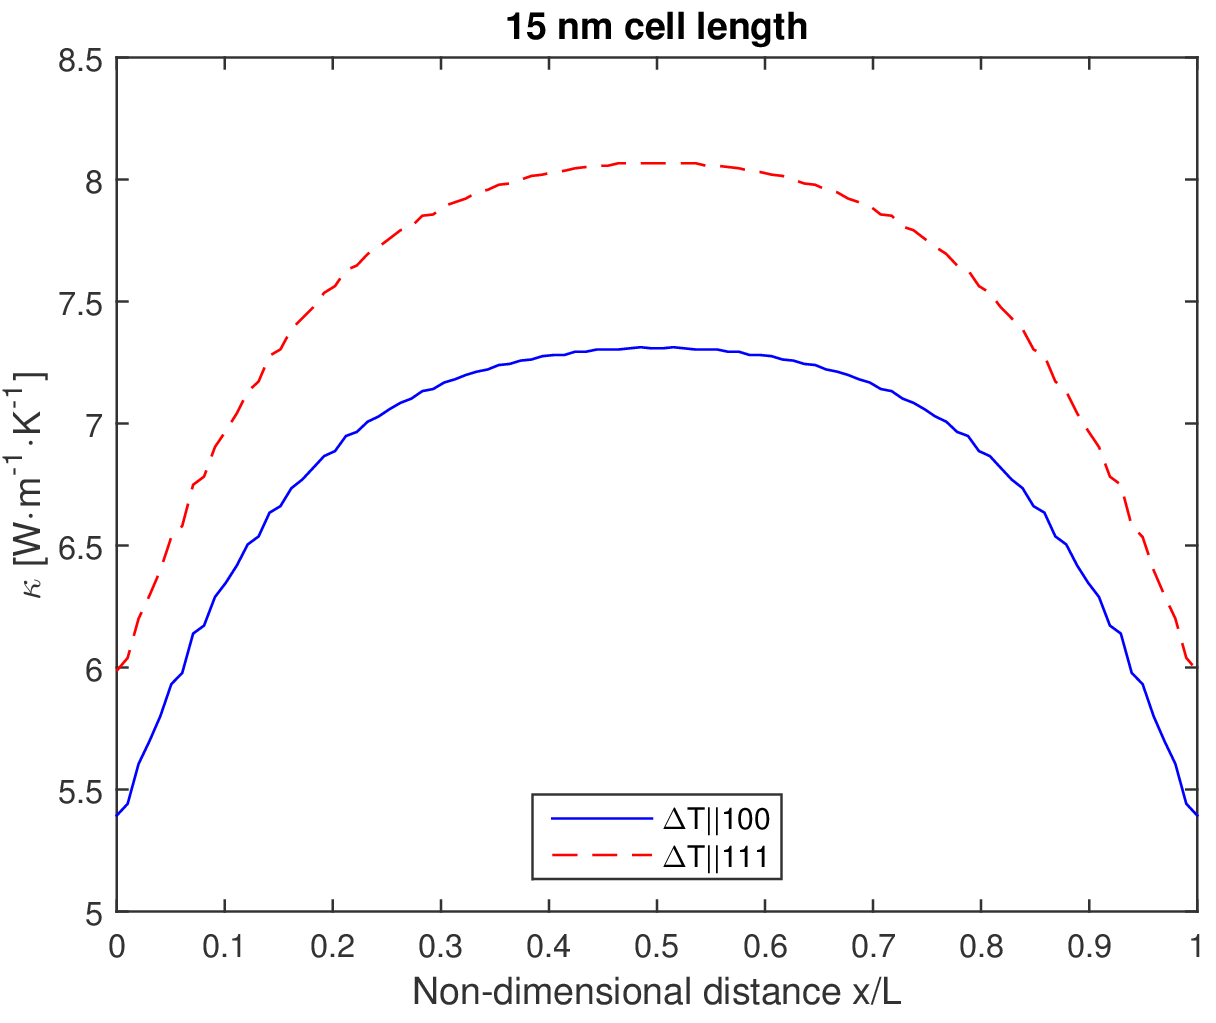 15 nm cell length
κ [W·m⁻¹·K⁻¹]
8.5
8
7.5
7
6.5
6
5.5
5
ΔT||100
ΔT||111
0 0.1 0.2 0.3 0.4 0.5 0.6 0.7 0.8 0.9 1
Non-dimensional distance x/L